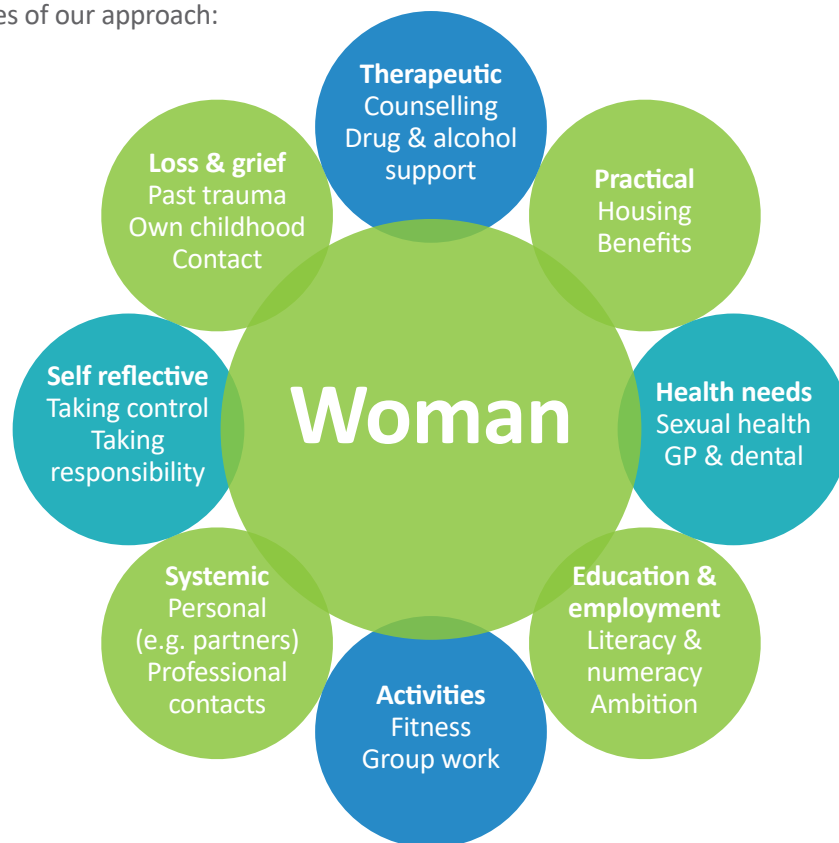 es of our approach:
Therapeutic
Counselling
Drug & alcohol
support
Practical
Housing
Benefits
Health needs
Sexual health
GP & dental
Education &
employment
Literacy &
numeracy
Ambition
Activities
Fitness
Group work
Systemic
Personal
(e.g. partners)
Professional
contacts
Self reflective
Taking control
Taking
responsibility
Loss & grief
Past trauma
Own childhood
Contact
Woman